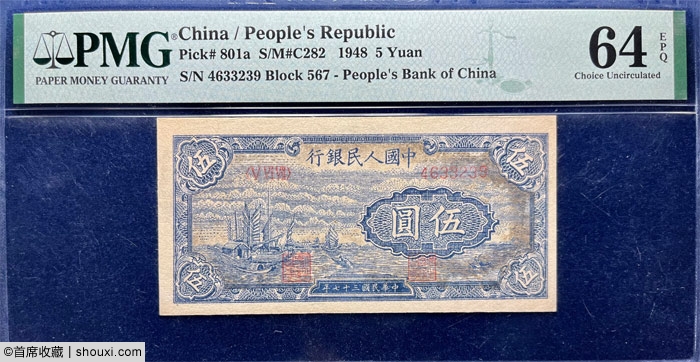 PMG®
PAPER MONEY GUARANTY
China / People's Republic
Pick# 801a S/M#C282 1948 5 Yuan
S/N 4633239 Block 567 - People's Bank of China
64
EPQ
Choice Uncirculated
伍
行銀民人國中
伍
4633239
圓伍
伍
年七十三國民華中
伍
@首席收藏 | shouxi.com